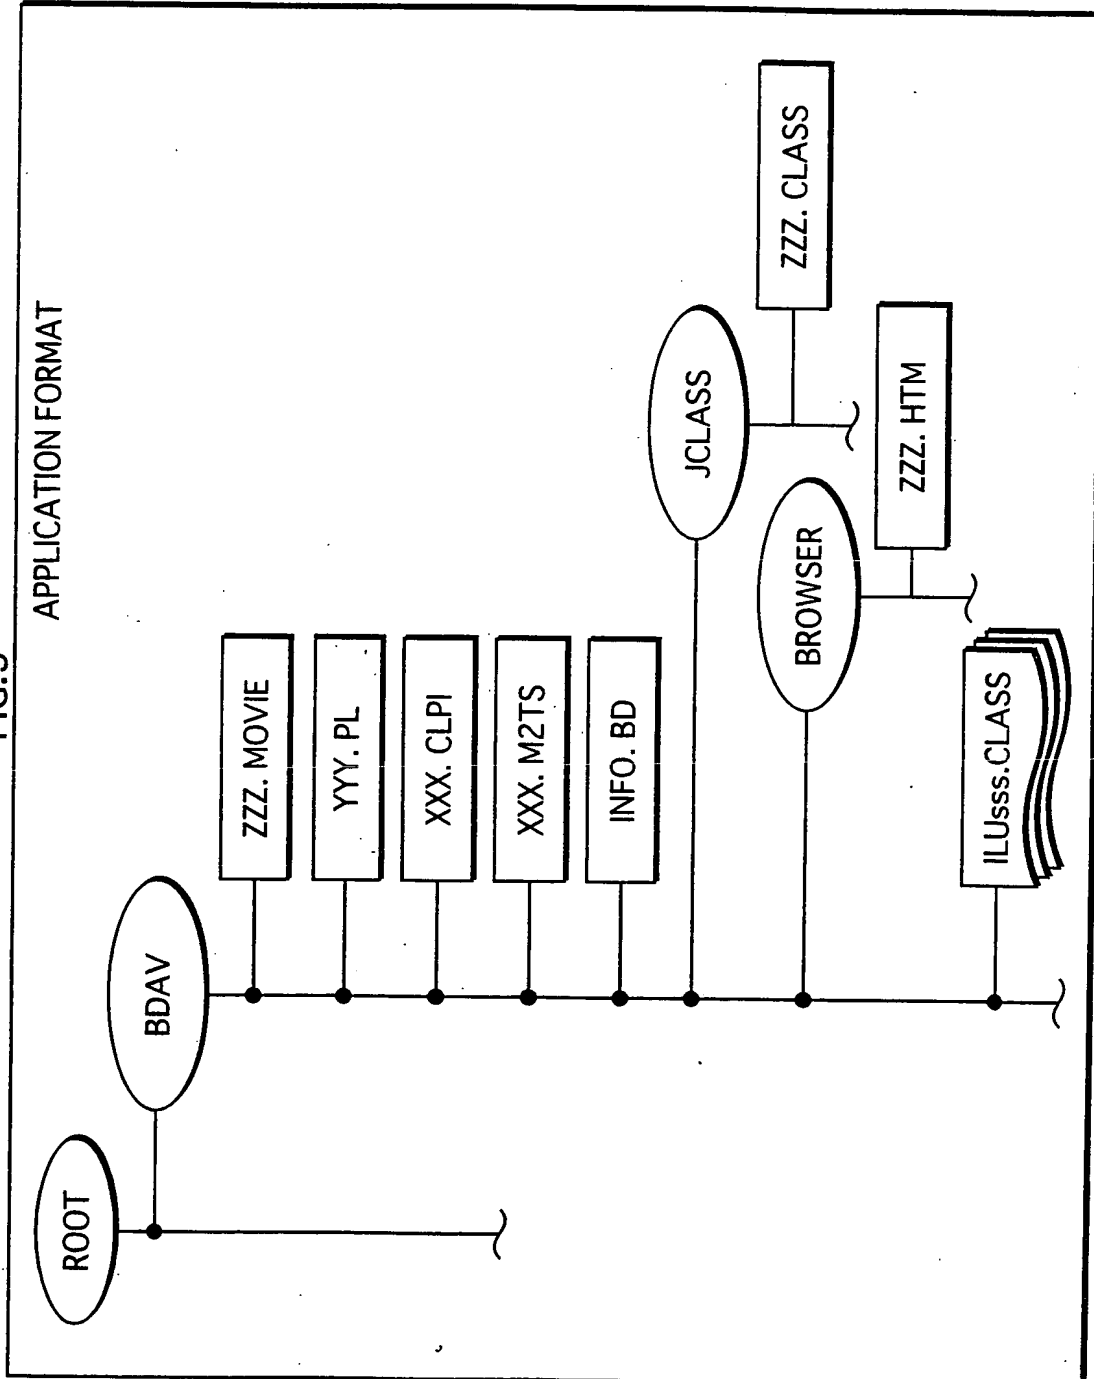 APPLICATION FORMAT
ROOT
BDAV
ZZZ. MOVIE
YYY. PL
XXX. CLPI
XXX. M2TS
INFO. BD
JCLASS
ZZZ. CLASS
BROWSER
ZZZ. HTM
ILUsss.CLASS